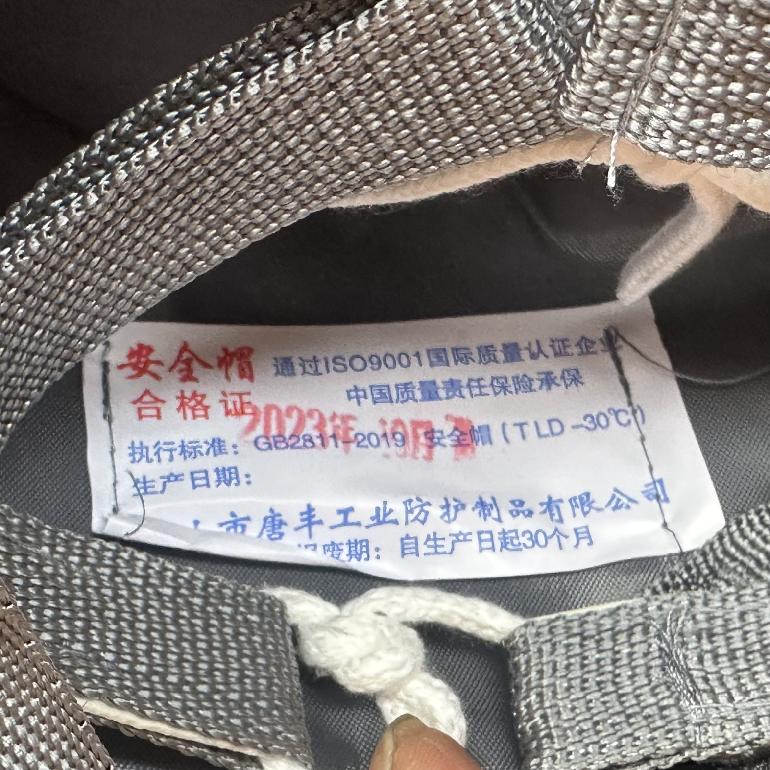 安全帽
合格证
通过ISO9001国际质量认证企业
中国质量责任保险承保
2023年
执行标准：GB2811-2019 安全帽（TLD-30℃）
生产日期：
市唐丰工业防护制品有限公司
报废期：自生产日起30个月